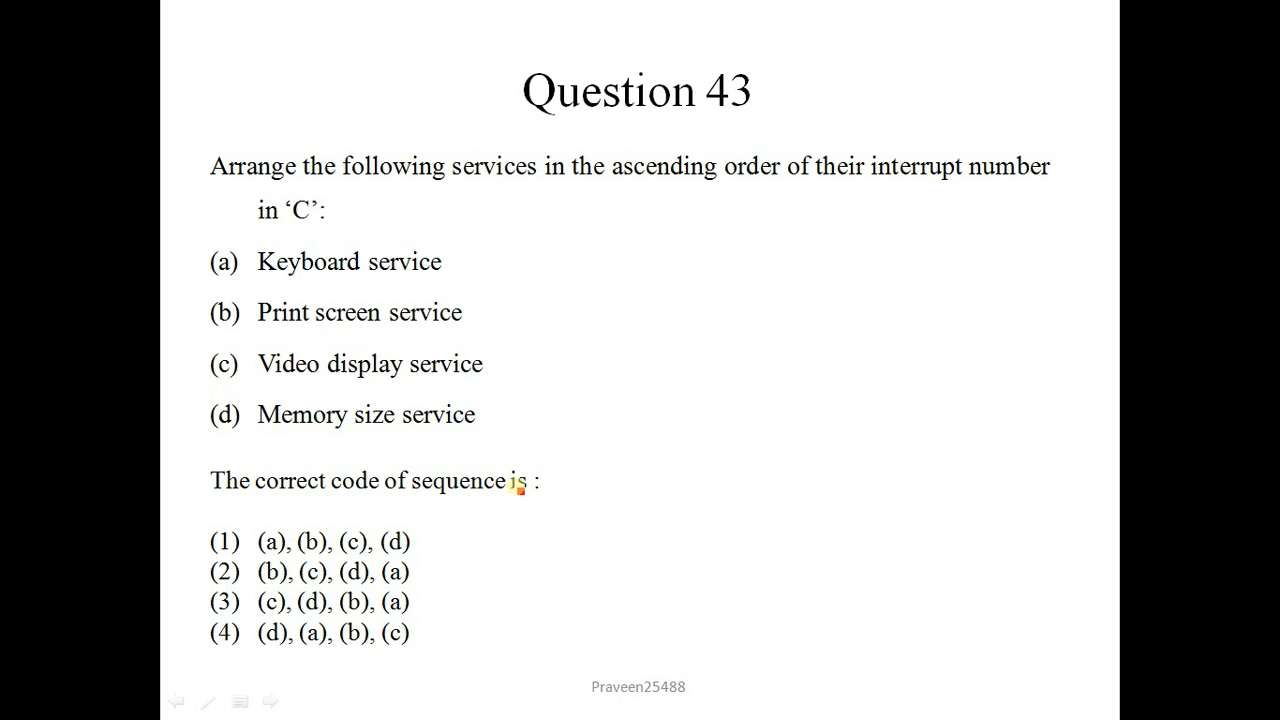 Question 43
Arrange the following services in the ascending order of their interrupt number
in ‘C’:
(a) Keyboard service
(b) Print screen service
(c) Video display service
(d) Memory size service
The correct code of sequence is :
(1) (a), (b), (c), (d)
(2) (b), (c), (d), (a)
(3) (c), (d), (b), (a)
(4) (d), (a), (b), (c)
Praveen25488